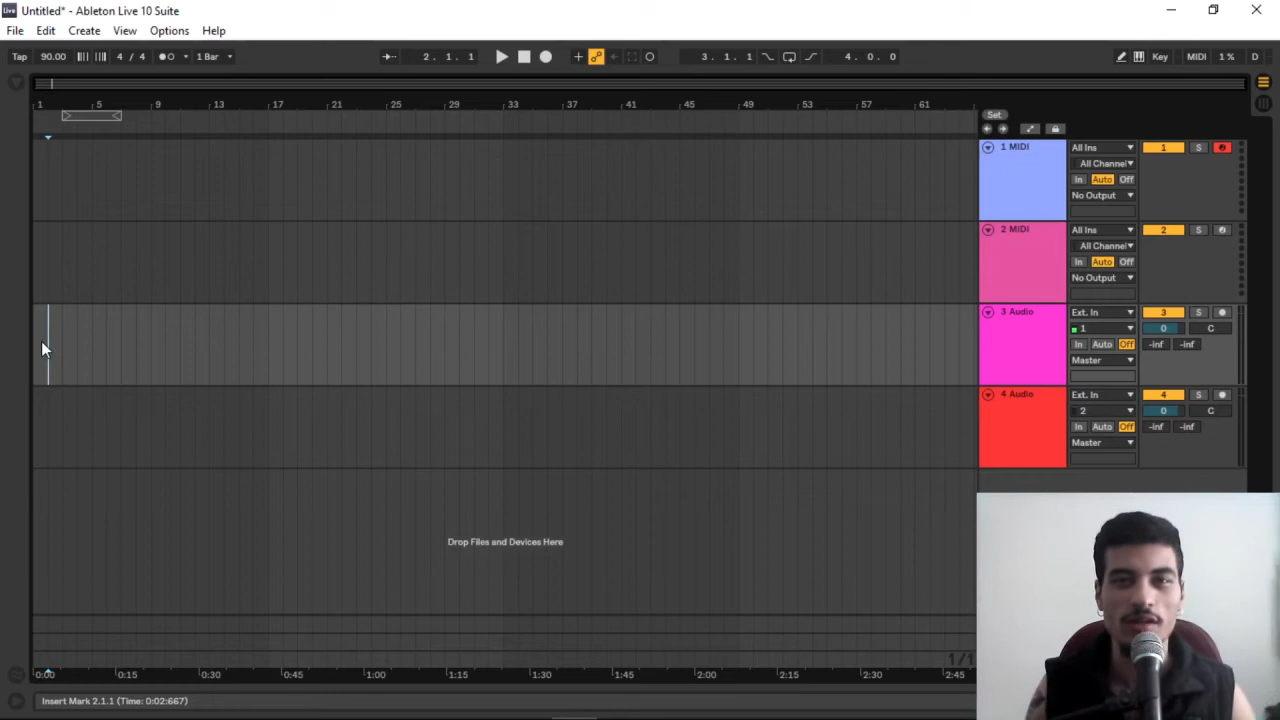 Live Untitled* - Ableton Live 10 Suite
File Edit Create View Options Help
Tap 90.00 4 / 4 1 Bar 2. 1. 1 3. 1. 1 4. 0. 0 Key MIDI 1 % D
1 5 9 13 17 21 25 29 33 37 41 45 49 53 57 61
Set
1 MIDI All Ins 1 S
All Channel
In Auto Off
No Output
2 MIDI All Ins 2 S
All Channel
In Auto Off
No Output
3 Audio Ext. In 3 S
1 0 C
In Auto Off -inf -inf
Master
4 Audio Ext. In 4 S
2 0 C
In Auto Off -inf -inf
Master
Drop Files and Devices Here
1/1
0:00 0:15 0:30 0:45 1:00 1:15 1:30 1:45 2:00 2:15 2:30 2:45
Insert Mark 2.1.1 (Time: 0:02:667)